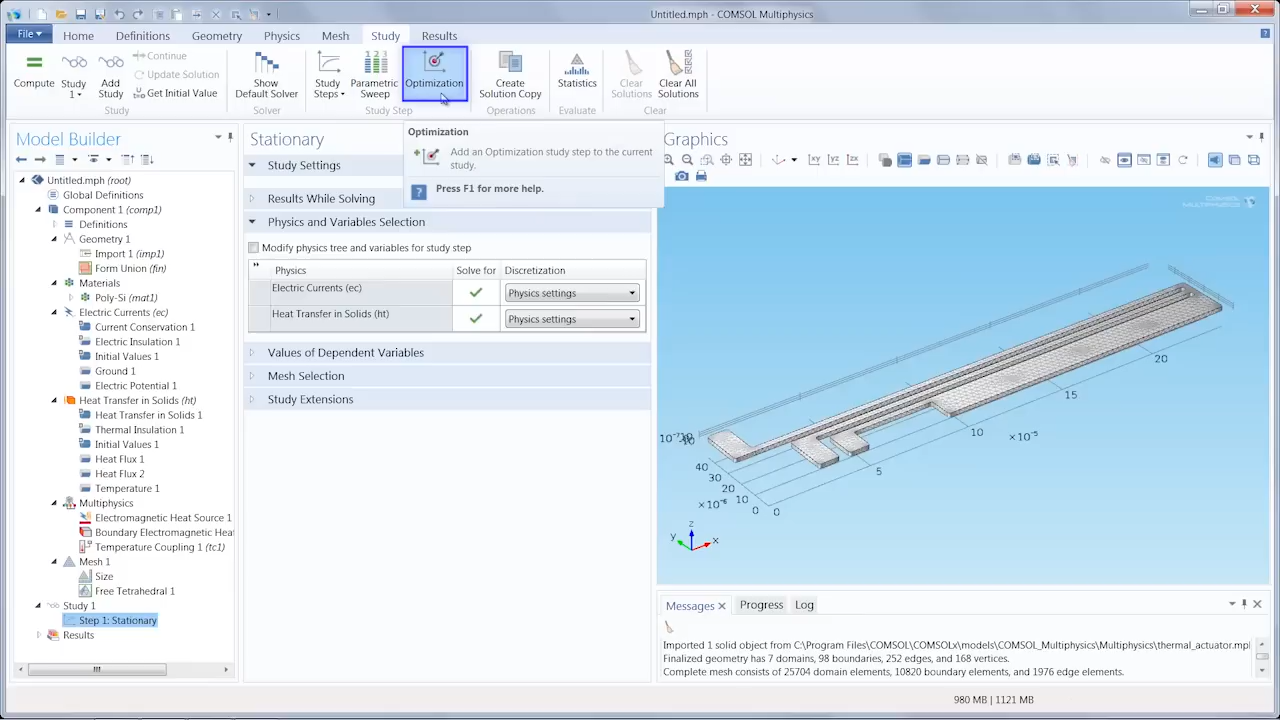 Untitled.mph - COMSOL Multiphysics
File
Home
Definitions
Geometry
Physics
Mesh
Study
Results
Compute
Study 1
Add Study
Continue
Update Solution
Get Initial Value
Study
Show Default Solver
Solver
Study Steps
Parametric Sweep
Optimization
Study Step
Create Solution Copy
Operations
Statistics
Evaluate
Clear Solutions
Clear All Solutions
Clear
Optimization
Add an Optimization study step to the current
study.
Press F1 for more help.
Model Builder
Untitled.mph (root)
Global Definitions
Component 1 (comp1)
Definitions
Geometry 1
Import 1 (imp1)
Form Union (fin)
Materials
Poly-Si (mat1)
Electric Currents (ec)
Current Conservation 1
Electric Insulation 1
Initial Values 1
Ground 1
Electric Potential 1
Heat Transfer in Solids (ht)
Heat Transfer in Solids 1
Thermal Insulation 1
Initial Values 1
Heat Flux 1
Heat Flux 2
Temperature 1
Multiphysics
Electromagnetic Heat Source 1
Boundary Electromagnetic Hea
Temperature Coupling 1 (tc1)
Mesh 1
Size
Free Tetrahedral 1
Study 1
Step 1: Stationary
Results
Stationary
Study Settings
Results While Solving
Physics and Variables Selection
Modify physics tree and variables for study step
Physics
Solve for
Discretization
Electric Currents (ec)
Physics settings
Heat Transfer in Solids (ht)
Physics settings
Values of Dependent Variables
Mesh Selection
Study Extensions
Graphics
xy
yz
xz
COMSOL
MULTIPHYSICS
20
15
10
×10⁻⁵
5
0
40
30
20
10
0
×10⁻⁶
z
y
x
Messages
Progress
Log
Imported 1 solid object from C:\Program Files\COMSOL\COMSOLx\models\COMSOL_Multiphysics\Multiphysics\thermal_actuator.mpl
Finalized geometry has 7 domains, 98 boundaries, 252 edges, and 168 vertices.
Complete mesh consists of 25704 domain elements, 10820 boundary elements, and 1976 edge elements.
980 MB | 1121 MB